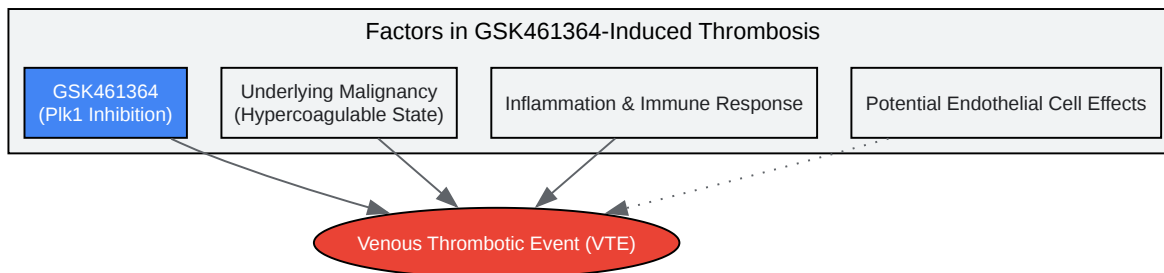 Factors in GSK461364-Induced Thrombosis
GSK461364
(Plk1 Inhibition)
Underlying Malignancy
(Hypercoagulable State)
Inflammation & Immune Response
Potential Endothelial Cell Effects
Venous Thrombotic Event (VTE)